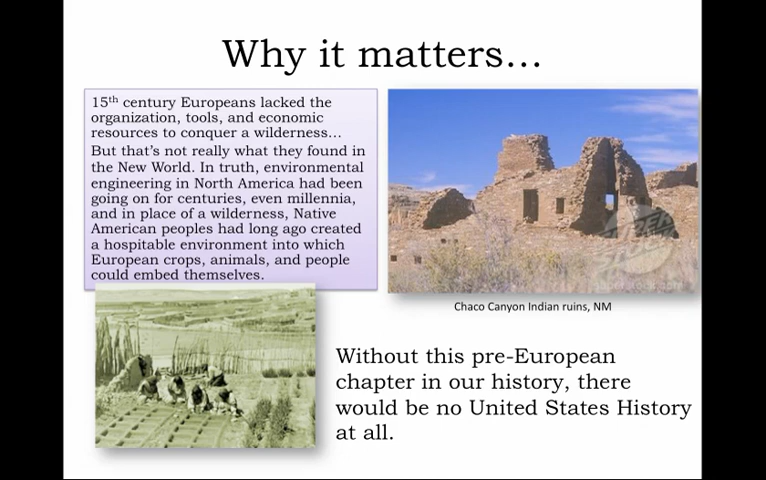 Why it matters…
15th century Europeans lacked the
organization, tools, and economic
resources to conquer a wilderness…
But that's not really what they found in
the New World. In truth, environmental
engineering in North America had been
going on for centuries, even millennia,
and in place of a wilderness, Native
American peoples had long ago created
a hospitable environment into which
European crops, animals, and people
could embed themselves.
Chaco Canyon Indian ruins, NM
Without this pre-European
chapter in our history, there
would be no United States History
at all.